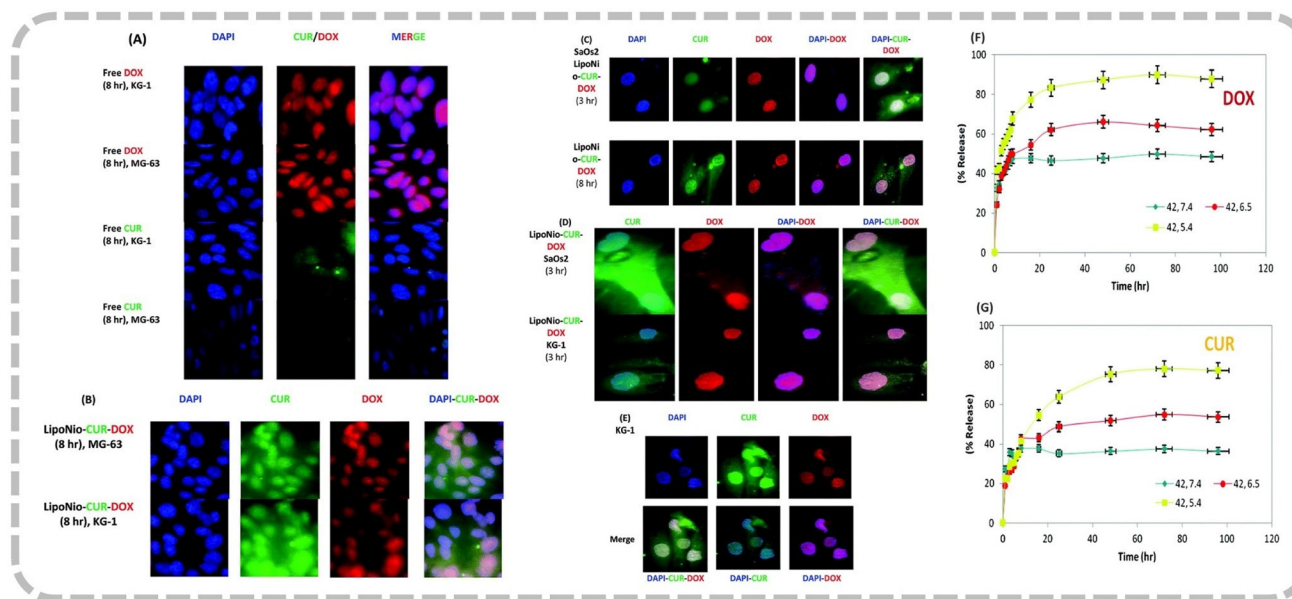 (A)
DAPI CUR/DOX MERGE
Free DOX
(8 hr), KG-1
Free DOX
(8 hr), MG-63
Free CUR
(8 hr), KG-1
Free CUR
(8 hr), MG-63
(B)
DAPI CUR DOX DAPI-CUR-DOX
LipoNio-CUR-DOX
(8 hr), MG-63
LipoNio-CUR-DOX
(8 hr), KG-1
(C) DAPI CUR DOX DAPI-DOX DAPI-CUR-
DOX
SaOs2
LipoNi
o-CUR-
DOX
(3 hr)
LipoNi
o-CUR-
DOX
(8 hr)
(D) CUR DOX DAPI-DOX DAPI-CUR-DOX
LipoNio-CUR-
DOX
SaOs2
(3 hr)
LipoNio-CUR-
DOX
KG-1
(3 hr)
(E) DAPI CUR DOX
KG-1
Merge
DAPI-CUR-DOX DAPI-CUR DAPI-DOX
(F)
DOX
(% Release)
100
80
60
40
20
0
42, 7.4 42, 6.5
42, 5.4
0 20 40 60 80 100 120
Time (hr)
(G)
CUR
(% Release)
100
80
60
40
20
0
42, 7.4 42, 6.5
42, 5.4
0 20 40 60 80 100 120
Time (hr)